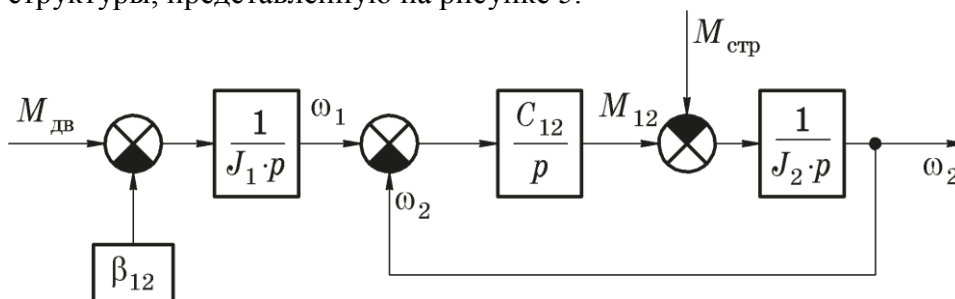 структуры, представленную на рисунке 3.
M стр
M дв
1
J₁·p
ω₁
C₁₂
p
M₁₂
1
J₂·p
ω₂
ω₂
β₁₂